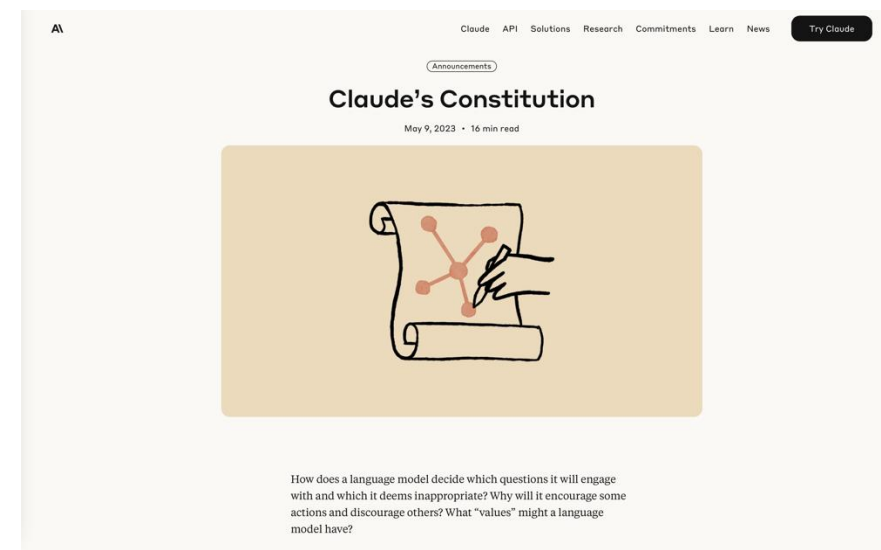 A\ Claude API Solutions Research Commitments Learn News Try Claude
Announcements
Claude’s Constitution
May 9, 2023 • 16 min read
How does a language model decide which questions it will engage
with and which it deems inappropriate? Why will it encourage some
actions and discourage others? What “values” might a language
model have?